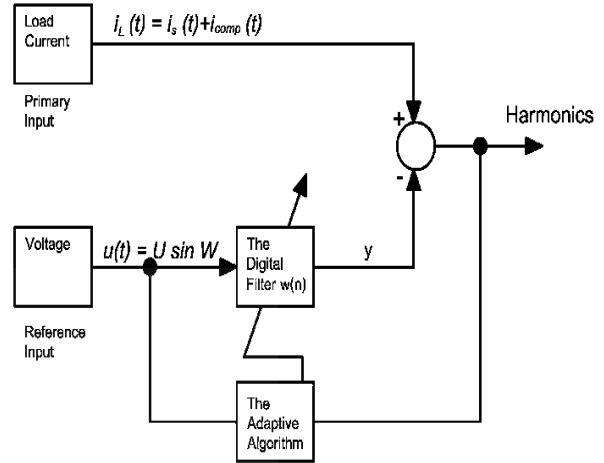 Load
Current
i_L (t) = i_s (t)+i_comp (t)
Primary
Input
+
Harmonics
-
Voltage
u(t) = U sin W
The
Digital
Filter w(n)
y
Reference
Input
The
Adaptive
Algorithm